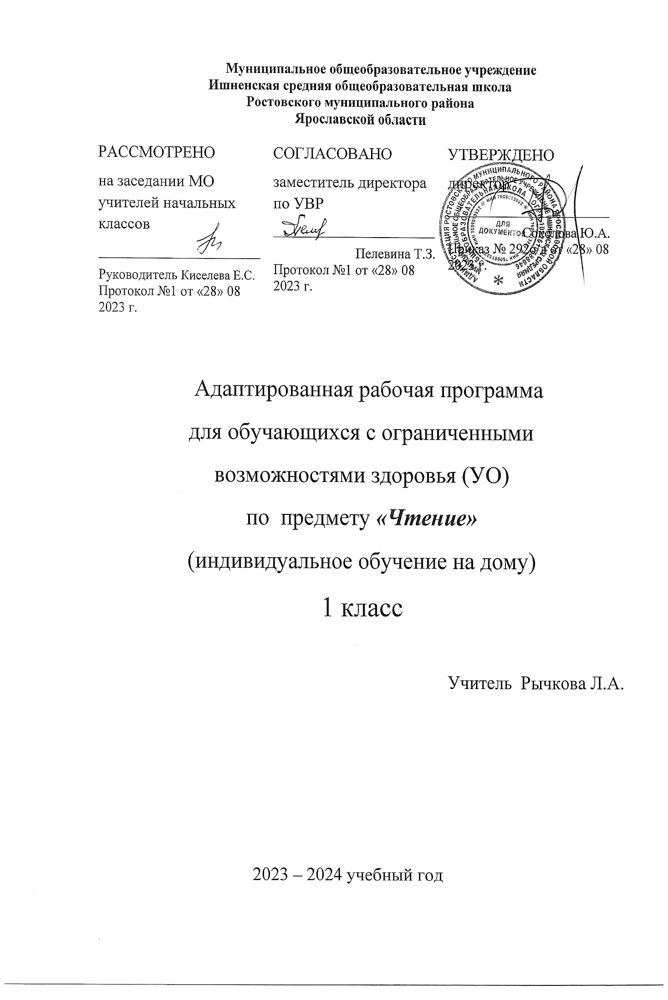 Муниципальное общеобразовательное учреждение
Ишненская средняя общеобразовательная школа
Ростовского муниципального района
Ярославской области
РАССМОТРЕНО
на заседании МО
учителей начальных
классов
Руководитель Киселева Е.С.
Протокол №1 от «28» 08
2023 г.
СОГЛАСОВАНО
заместитель директора
по УВР
Пелевина Т.З.
Протокол №1 от «28» 08
2023 г.
УТВЕРЖДЕНО
директор
Соколова Ю.А.
Приказ № от «28» 08
2023 г.
ДЛЯ
ДОКУМЕНТОВ
Адаптированная рабочая программа
для обучающихся с ограниченными
возможностями здоровья (УО)
по предмету «Чтение»
(индивидуальное обучение на дому)
1 класс
Учитель Рычкова Л.А.
2023 – 2024 учебный год